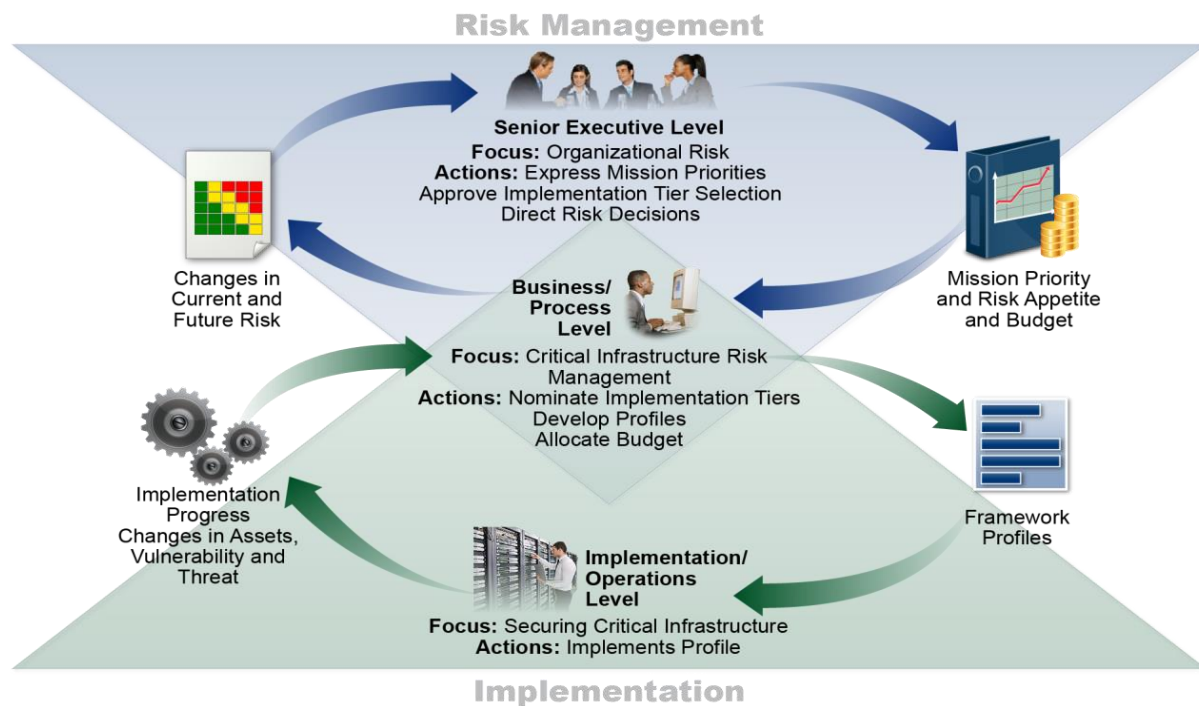 Risk Management
Senior Executive Level
Focus: Organizational Risk
Actions: Express Mission Priorities
Approve Implementation Tier Selection
Direct Risk Decisions
Changes in
Current and
Future Risk
Mission Priority
and Risk Appetite
and Budget
Business/
Process
Level
Focus: Critical Infrastructure Risk
Management
Actions: Nominate Implementation Tiers
Develop Profiles
Allocate Budget
Implementation
Progress
Changes in Assets,
Vulnerability and
Threat
Framework
Profiles
Implementation/
Operations
Level
Focus: Securing Critical Infrastructure
Actions: Implements Profile
Implementation